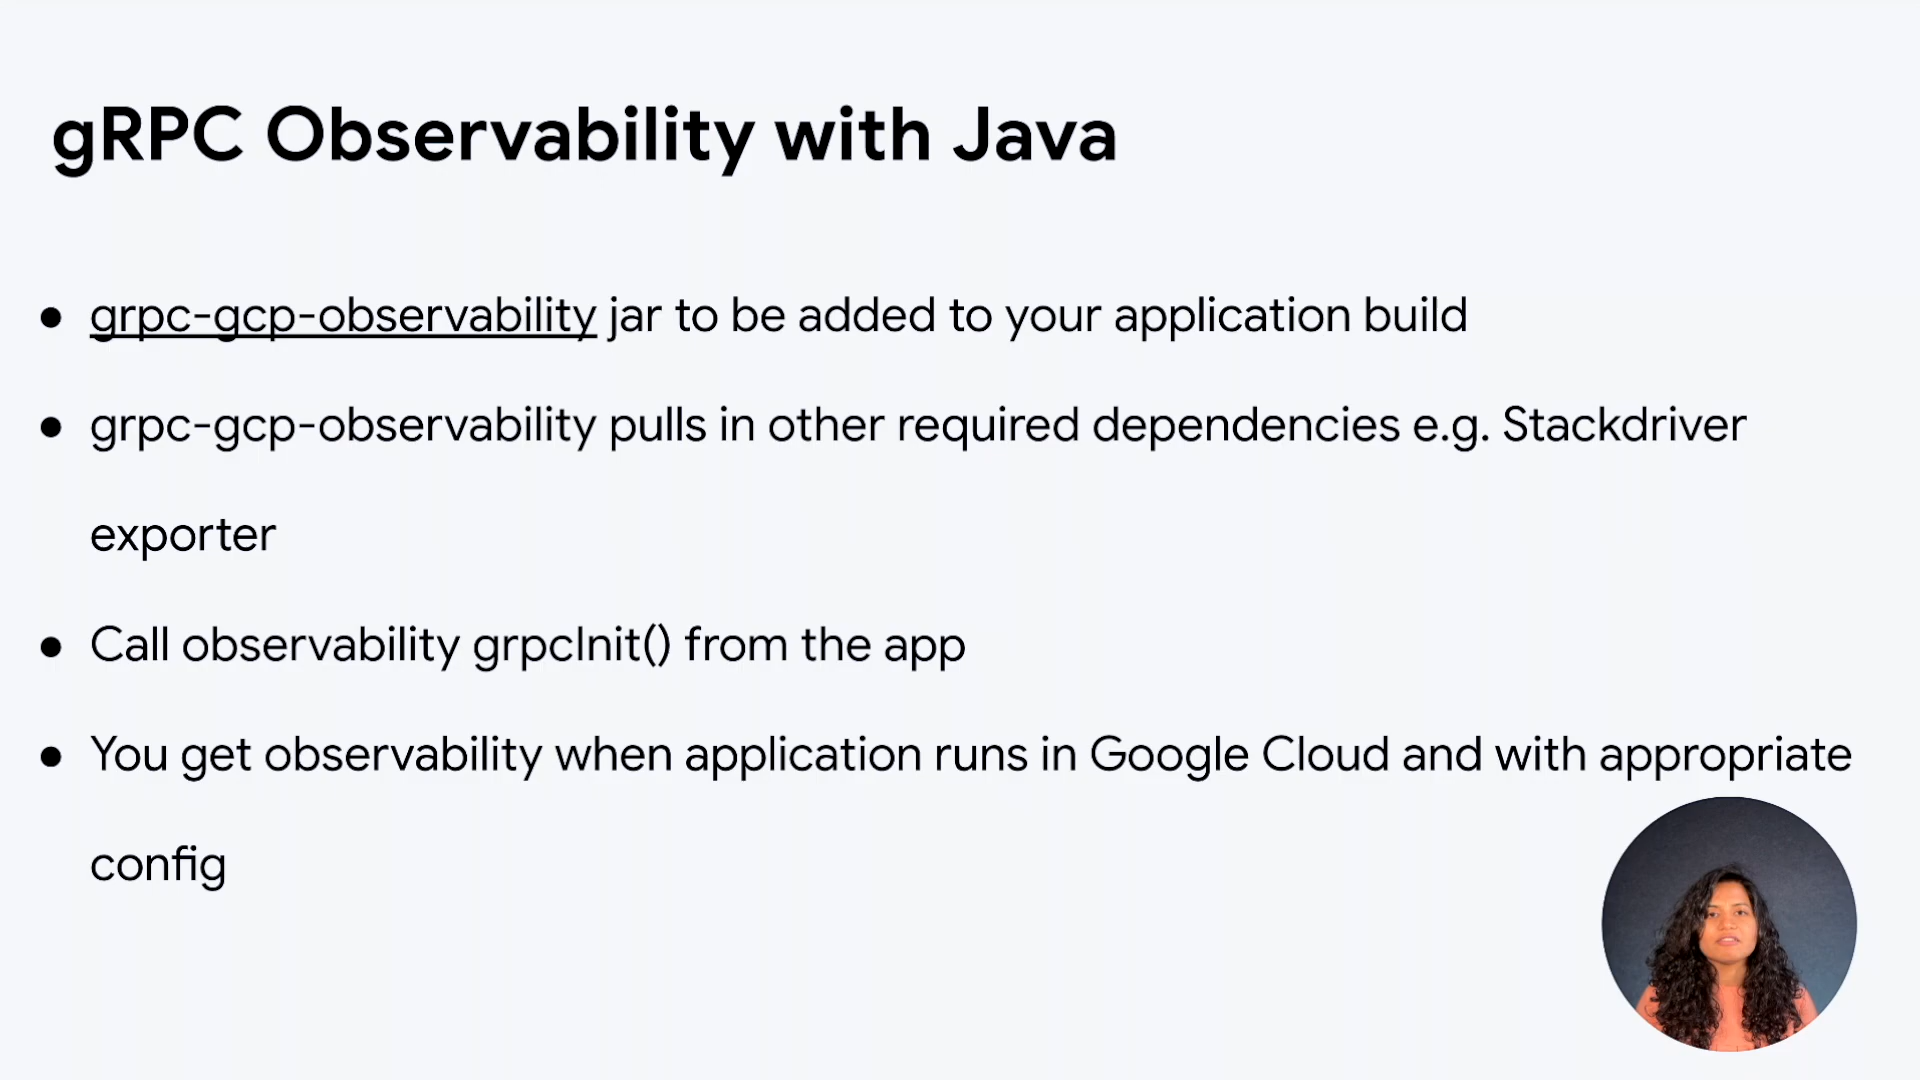 gRPC Observability with Java
● grpc-gcp-observability jar to be added to your application build
● grpc-gcp-observability pulls in other required dependencies e.g. Stackdriver
exporter
● Call observability grpcInit() from the app
● You get observability when application runs in Google Cloud and with appropriate
config